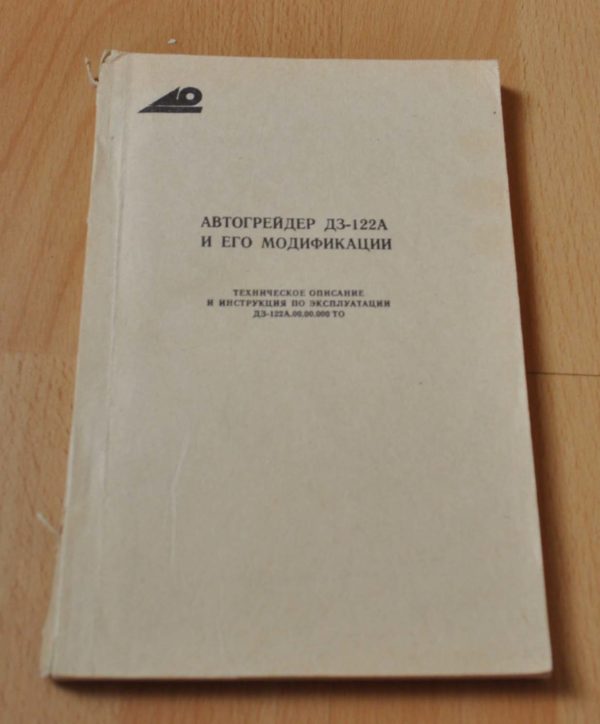 АВТОГРЕЙДЕР ДЗ-122А
И ЕГО МОДИФИКАЦИИ
ТЕХНИЧЕСКОЕ ОПИСАНИЕ
И ИНСТРУКЦИЯ ПО ЭКСПЛУАТАЦИИ
ДЗ-122А.00.00.000 ТО